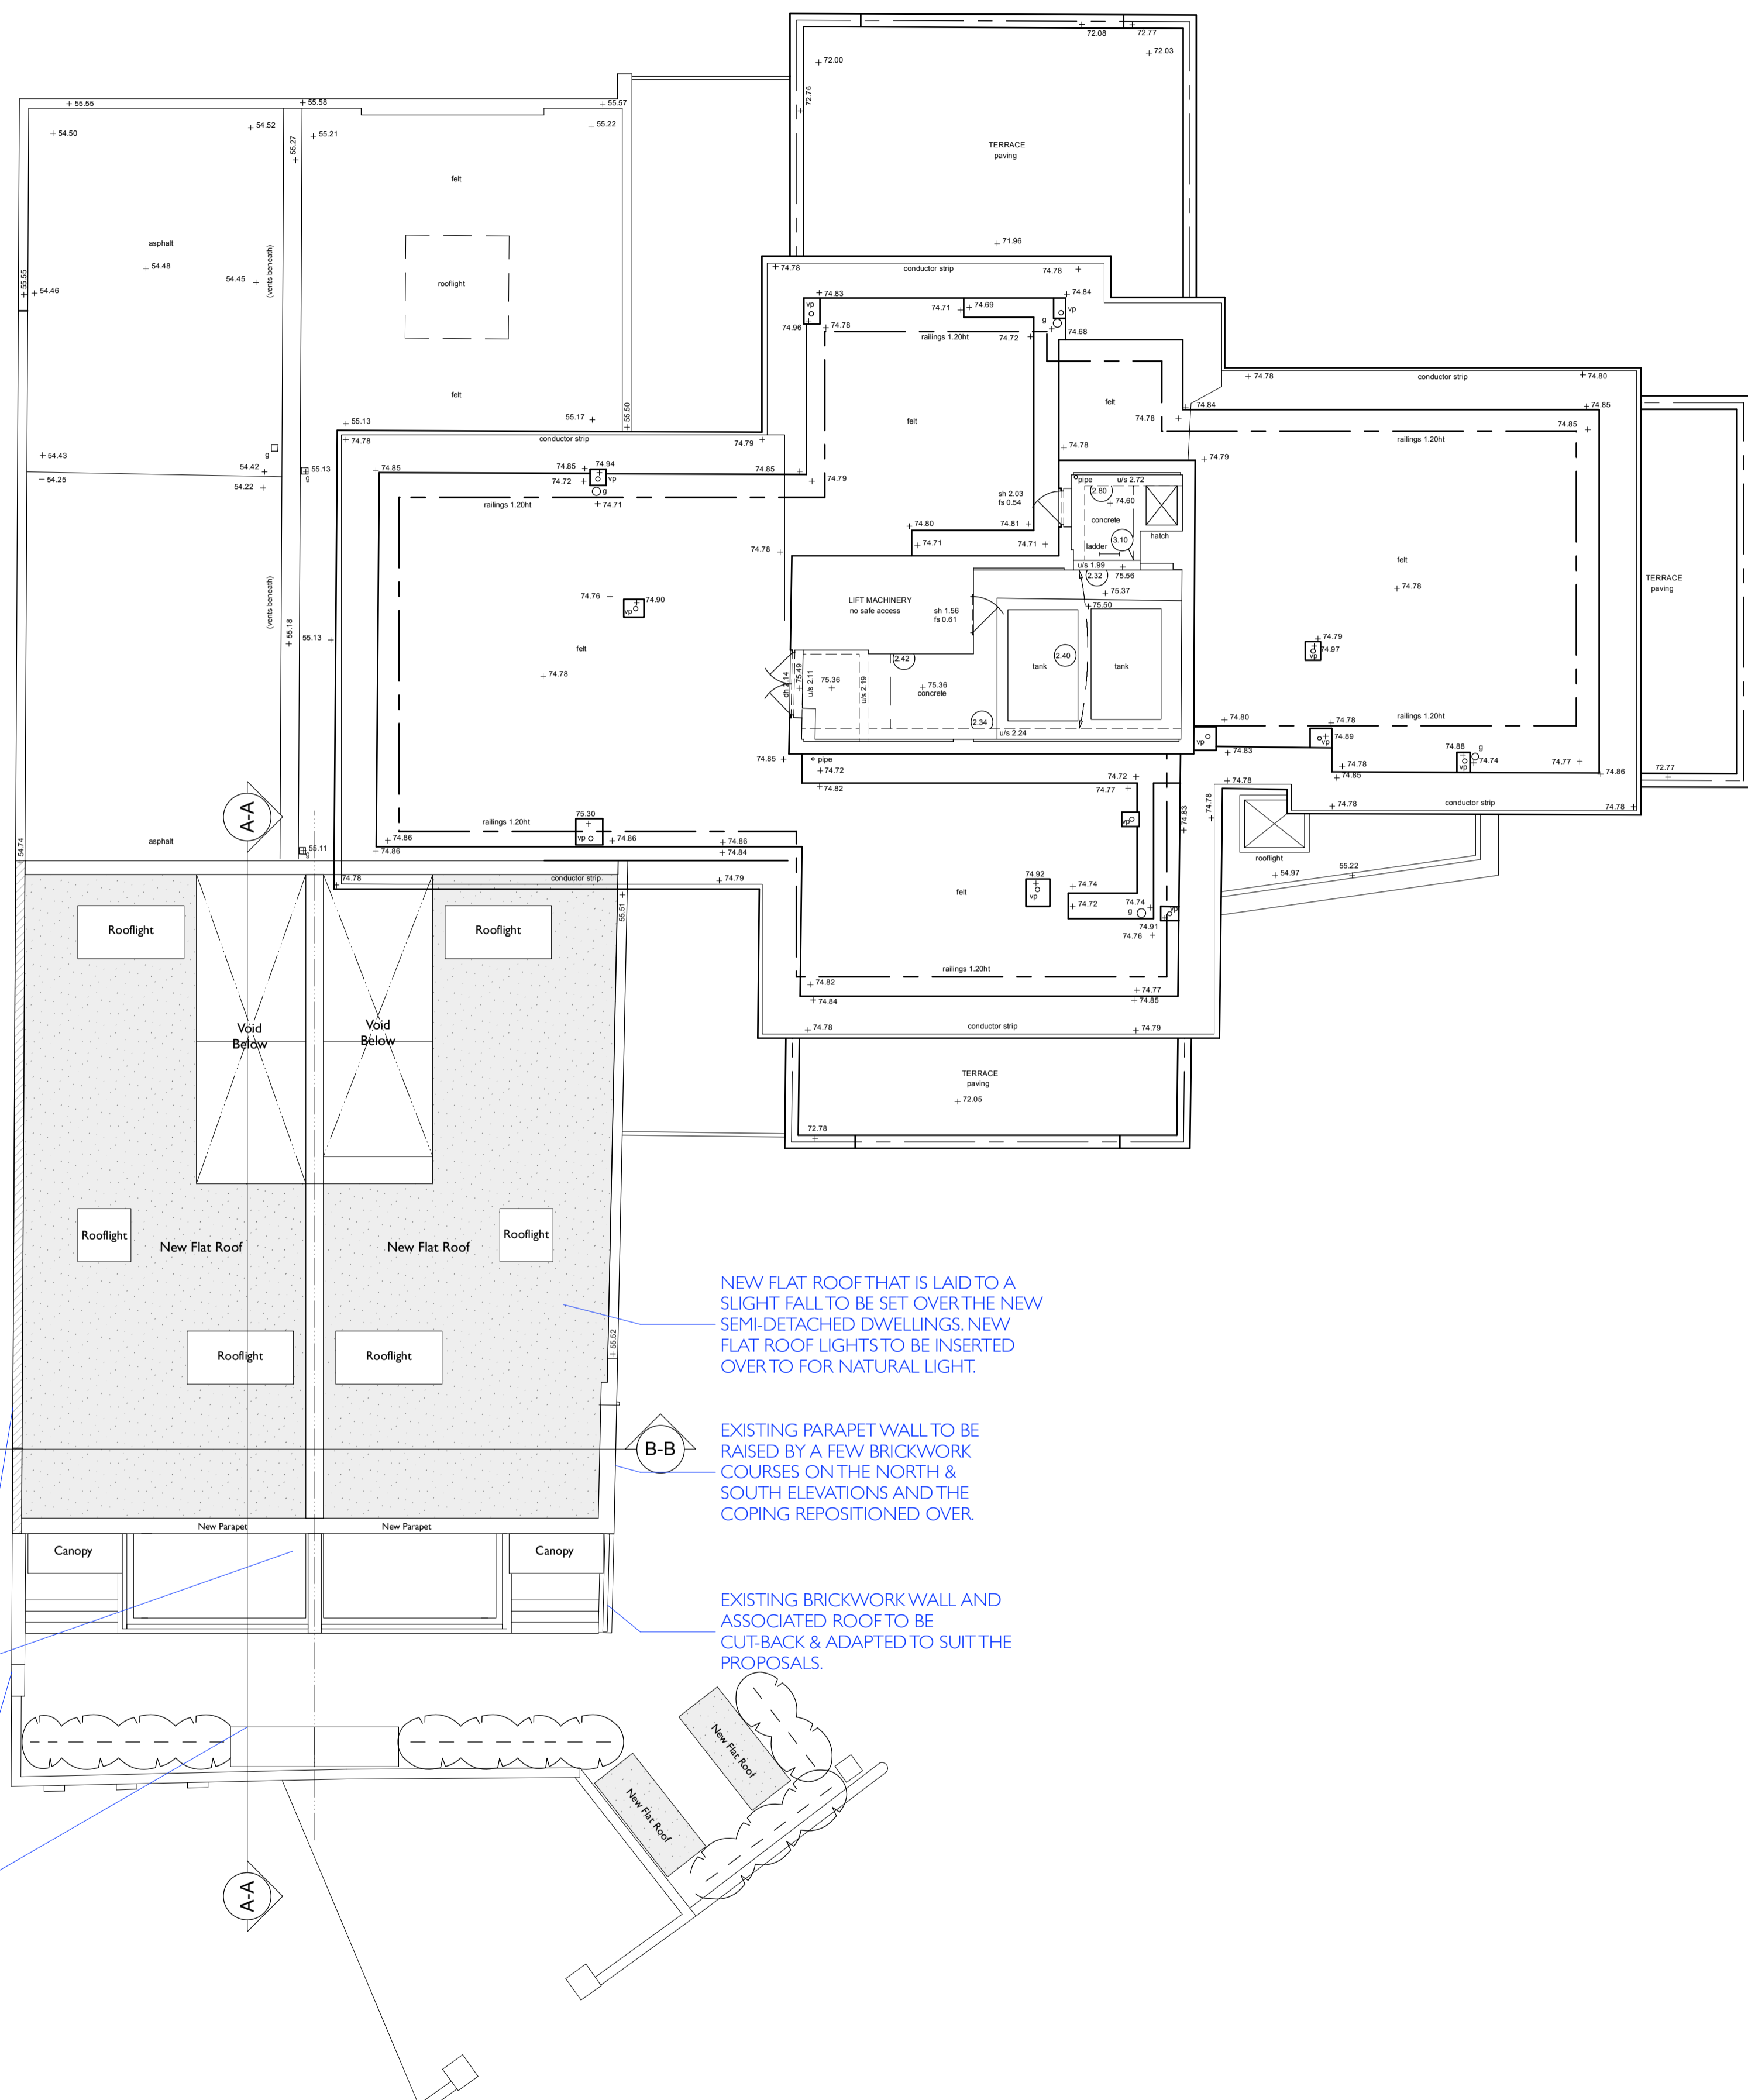 72.08
72.77
72.03
72.00
72.76
TERRACE
paving
71.96
55.55
55.58
55.57
54.50
54.52
55.21
55.22
55.27
felt
asphalt
54.48
54.45
(vents beneath)
rooflight
55.55
54.46
felt
55.13
55.17
55.50
74.78
conductor strip
74.78
74.83
74.84
vp
74.71
74.69
g
vp
74.96
74.78
railings 1.20ht
74.72
74.68
74.78
conductor strip
74.80
felt
felt
74.78
74.84
74.85
74.85
railings 1.20ht
74.78
conductor strip
74.79
74.78
74.79
54.43
g
54.42
55.13
g
54.25
54.22
74.85
74.85
74.94
74.72
vp
g
74.85
74.79
railings 1.20ht
74.71
pipe
u/s 2.72
2.80
74.60
sh 2.03
fs 0.54
concrete
hatch
74.80
74.81
3.10
74.71
74.71
ladder
74.78
u/s 1.99
2.32
75.56
felt
74.78
TERRACE
paving
75.37
75.50
(vents beneath)
74.76
74.90
vp
LIFT MACHINERY
no safe access
sh 1.56
fs 0.61
55.18
55.13
felt
74.78
2.42
2.40
tank
tank
74.79
74.97
vp
dh 2.14
75.49
u/s 2.11
75.36
u/s 2.19
75.36
concrete
2.34
u/s 2.24
74.80
74.78
railings 1.20ht
vp
vp
74.89
74.83
74.88
g
74.74
vp
74.77
74.78
74.85
74.86
72.77
74.85
pipe
74.72
74.82
74.72
74.77
74.78
74.78
conductor strip
74.78
74.83
74.78
A-A
75.30
railings 1.20ht
vp
74.86
74.86
74.86
74.86
74.84
vp
rooflight
54.97
55.22
asphalt
54.74
55.11
g
74.78
conductor strip
74.79
55.51
felt
74.92
vp
74.74
74.72
74.74
g
vp
74.91
74.76
Rooflight
Rooflight
railings 1.20ht
74.82
74.84
74.77
74.85
74.78
conductor strip
74.79
Void
Below
Void
Below
TERRACE
paving
72.05
72.78
Rooflight
New Flat Roof
New Flat Roof
Rooflight
NEW FLAT ROOF THAT IS LAID TO A
SLIGHT FALL TO BE SET OVER THE NEW
SEMI-DETACHED DWELLINGS. NEW
FLAT ROOF LIGHTS TO BE INSERTED
OVER TO FOR NATURAL LIGHT.
Rooflight
Rooflight
55.52
B-B
EXISTING PARAPET WALL TO BE
RAISED BY A FEW BRICKWORK
COURSES ON THE NORTH &
SOUTH ELEVATIONS AND THE
COPING REPOSITIONED OVER.
New Parapet
New Parapet
Canopy
Canopy
EXISTING BRICKWORK WALL AND
ASSOCIATED ROOF TO BE
CUT-BACK & ADAPTED TO SUIT THE
PROPOSALS.
New Flat Roof
New Flat Roof
A-A